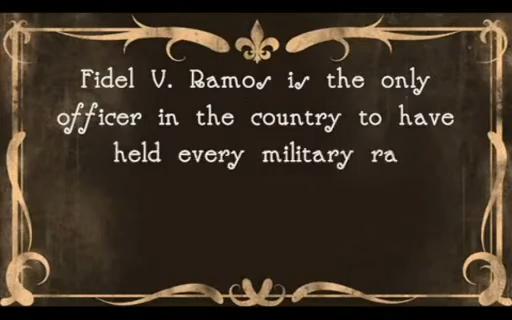 Fidel V. Ramos is the only
officer in the country to have
held every military ra